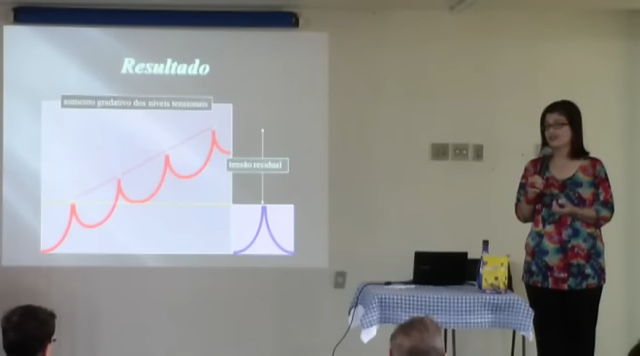 Resultado
aumento gradativo dos níveis tensionais
tensão residual